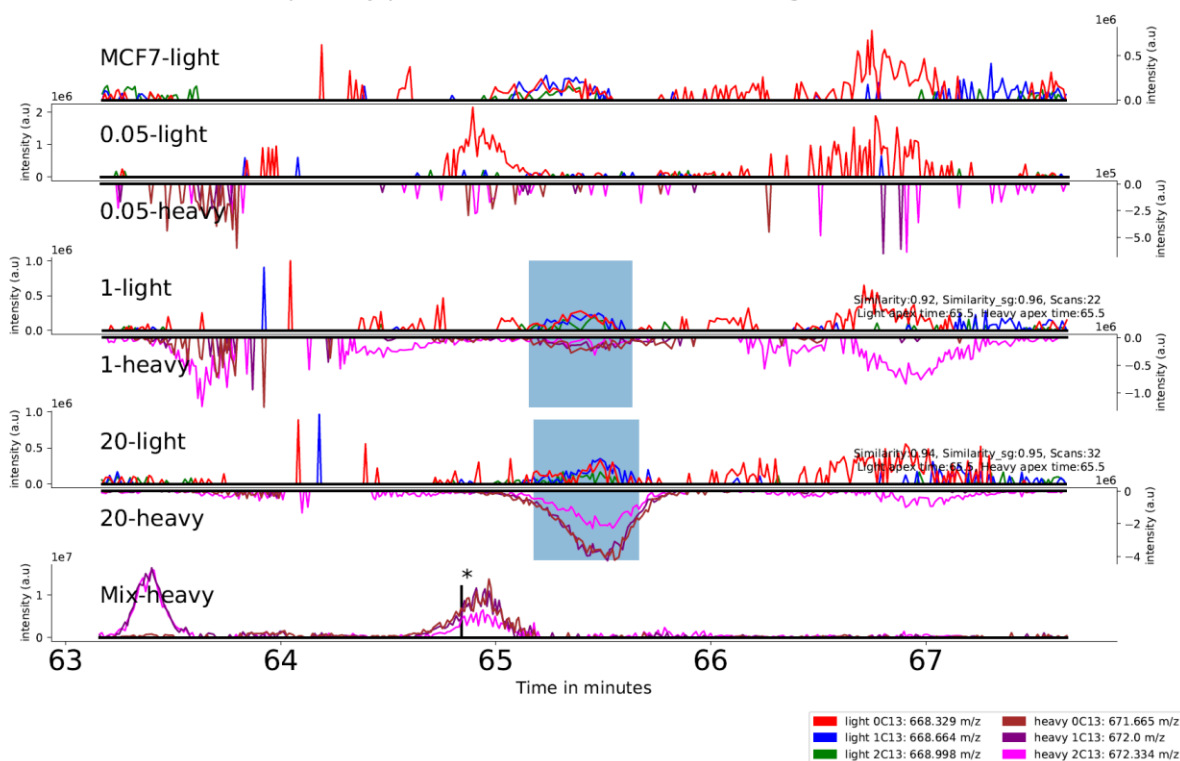 1e6
MCF7-light
0.5
0.0
intensity (a.u)
1e6
0.05-light
2
1
0
intensity (a.u)
1e5
0.05-heavy
0.0
−2.5
−5.0
intensity (a.u)
1e6
1-light
1.0
0.5
0.0
intensity (a.u)
Similarity:0.92, Similarity_sg:0.96, Scans:22
Light apex time:65.5, Heavy apex time:65.5
1e6
1-heavy
0.0
−0.5
−1.0
intensity (a.u)
1e6
20-light
1.0
0.5
0.0
intensity (a.u)
Similarity:0.94, Similarity_sg:0.95, Scans:32
Light apex time:65.5, Heavy apex time:65.5
1e6
20-heavy
0
−2
−4
intensity (a.u)
1e7
Mix-heavy
*
1
0
intensity (a.u)
63 64 65 66 67
Time in minutes
light 0C13: 668.329 m/z
light 1C13: 668.664 m/z
light 2C13: 668.998 m/z
heavy 0C13: 671.665 m/z
heavy 1C13: 672.0 m/z
heavy 2C13: 672.334 m/z